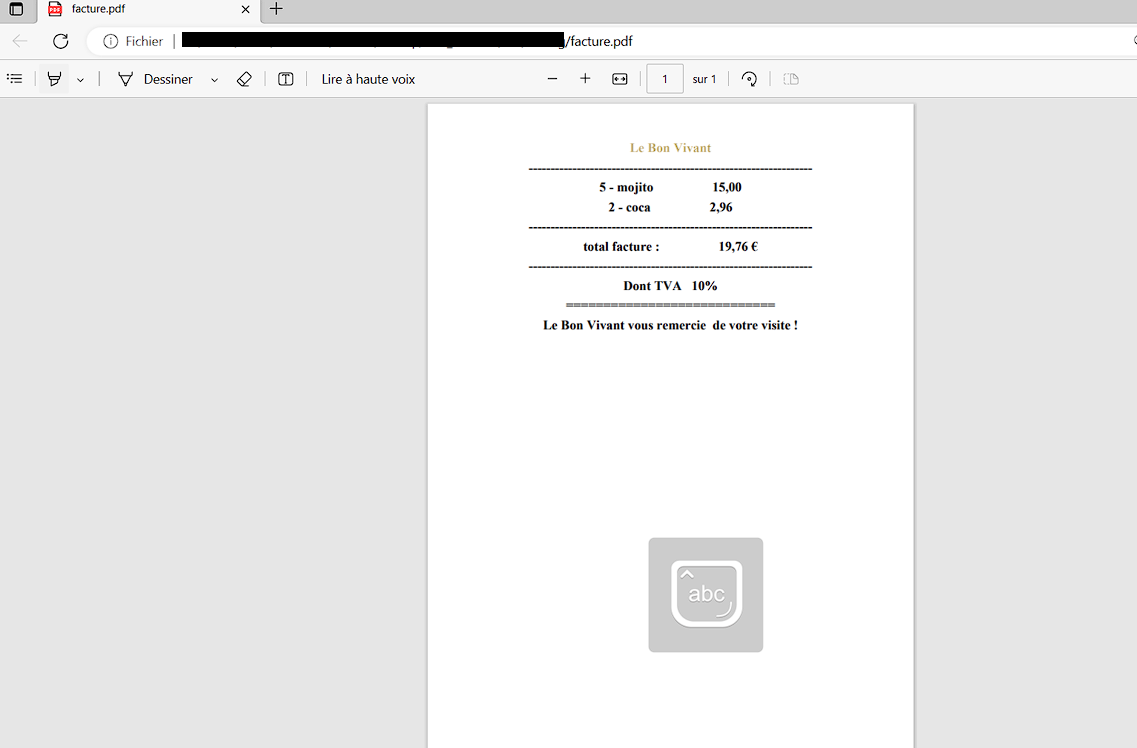 facture.pdf
Fichier
/facture.pdf
Dessiner
Lire à haute voix
1
sur 1
Le Bon Vivant
----------------------------------------------------------------
5 - mojito 15,00
2 - coca 2,96
----------------------------------------------------------------
total facture : 19,76 €
----------------------------------------------------------------
Dont TVA 10%
============================
Le Bon Vivant vous remercie de votre visite !
abc